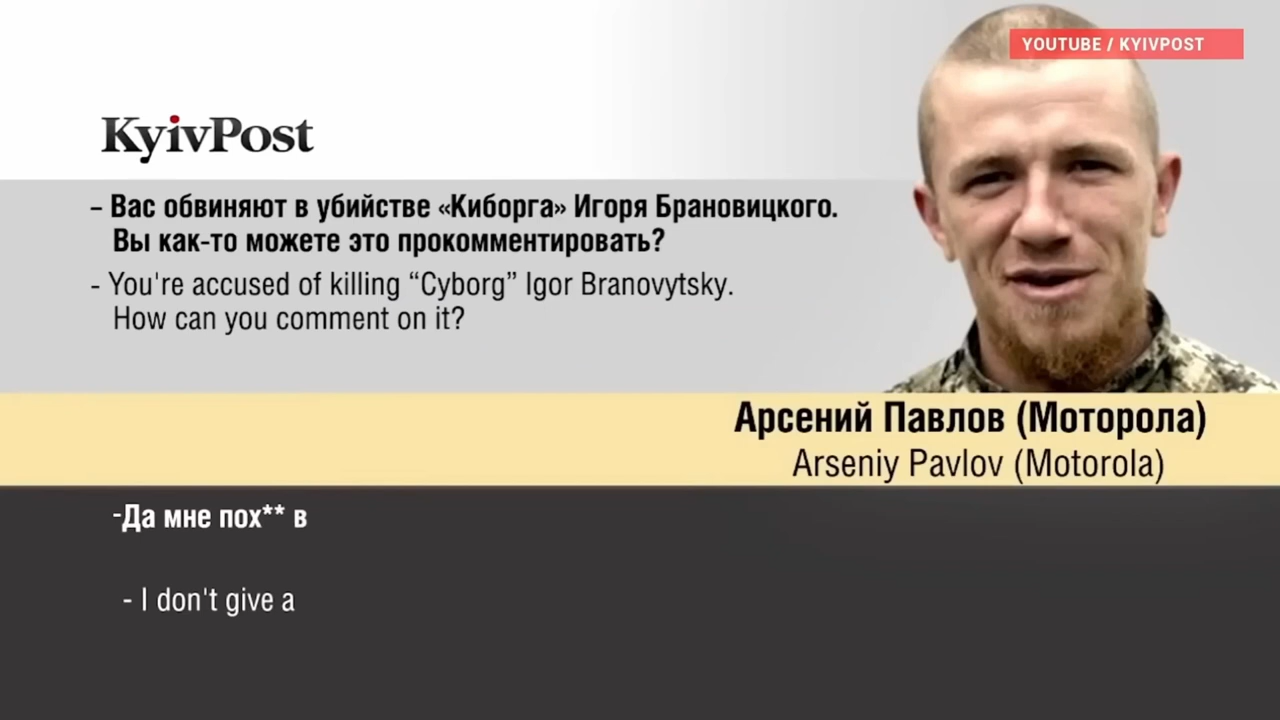 YOUTUBE / KYIVPOST
KyivPost
– Вас обвиняют в убийстве «Киборга» Игоря Брановицкого.
Вы как-то можете это прокомментировать?
- You're accused of killing “Cyborg” Igor Branovytsky.
How can you comment on it?
Арсений Павлов (Моторола)
Arseniy Pavlov (Motorola)
-Да мне пох** в
- I don't give a